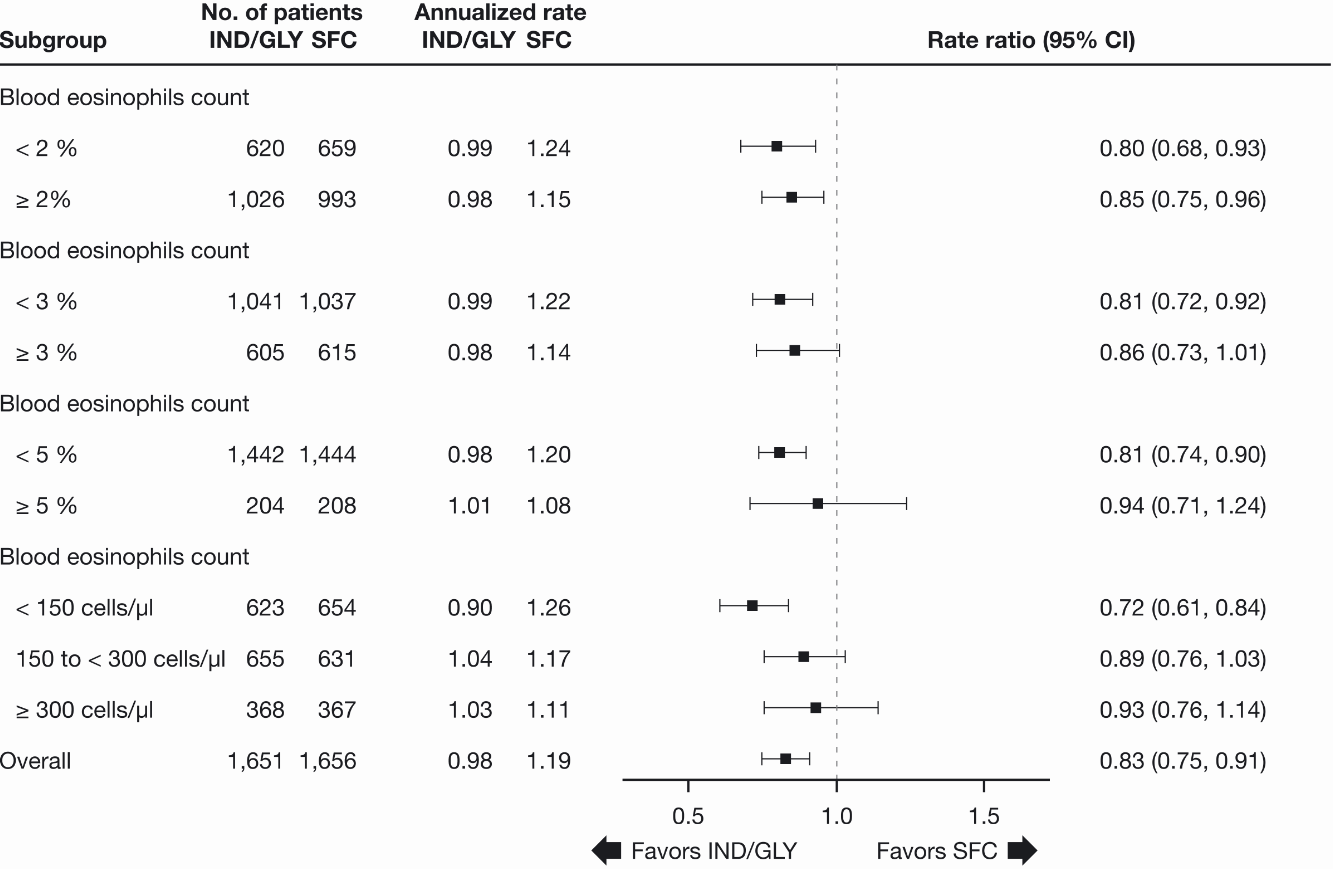 No. of patients Annualized rate
Subgroup IND/GLY SFC IND/GLY SFC Rate ratio (95% CI)
Blood eosinophils count
< 2 % 620 659 0.99 1.24 0.80 (0.68, 0.93)
≥ 2% 1,026 993 0.98 1.15 0.85 (0.75, 0.96)
Blood eosinophils count
< 3 % 1,041 1,037 0.99 1.22 0.81 (0.72, 0.92)
≥ 3 % 605 615 0.98 1.14 0.86 (0.73, 1.01)
Blood eosinophils count
< 5 % 1,442 1,444 0.98 1.20 0.81 (0.74, 0.90)
≥ 5 % 204 208 1.01 1.08 0.94 (0.71, 1.24)
Blood eosinophils count
< 150 cells/µl 623 654 0.90 1.26 0.72 (0.61, 0.84)
150 to < 300 cells/µl 655 631 1.04 1.17 0.89 (0.76, 1.03)
≥ 300 cells/µl 368 367 1.03 1.11 0.93 (0.76, 1.14)
Overall 1,651 1,656 0.98 1.19 0.83 (0.75, 0.91)
0.5 1.0 1.5
Favors IND/GLY Favors SFC